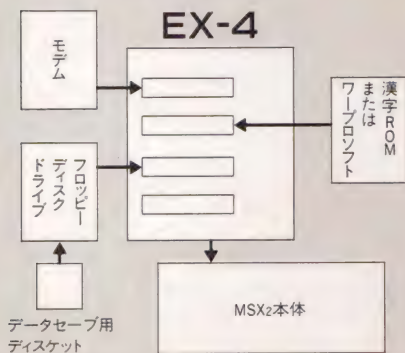 EX-4
モデム
漢字ROM
または
ワープロソフト
フロッピー
ディスク
ドライブ
データセーブ用
ディスケット
MSX2本体